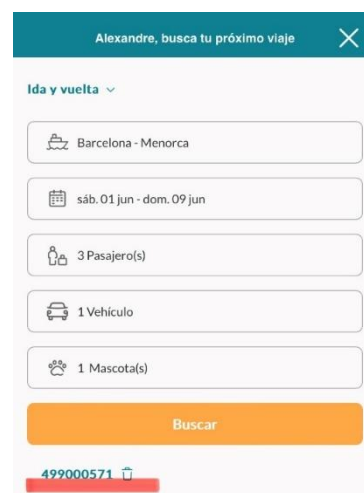 Alexandre, busca tu próximo viaje
Ida y vuelta
Barcelona - Menorca
sáb. 01 jun - dom. 09 jun
3 Pasajero(s)
1 Vehículo
1 Mascota(s)
Buscar
499000571